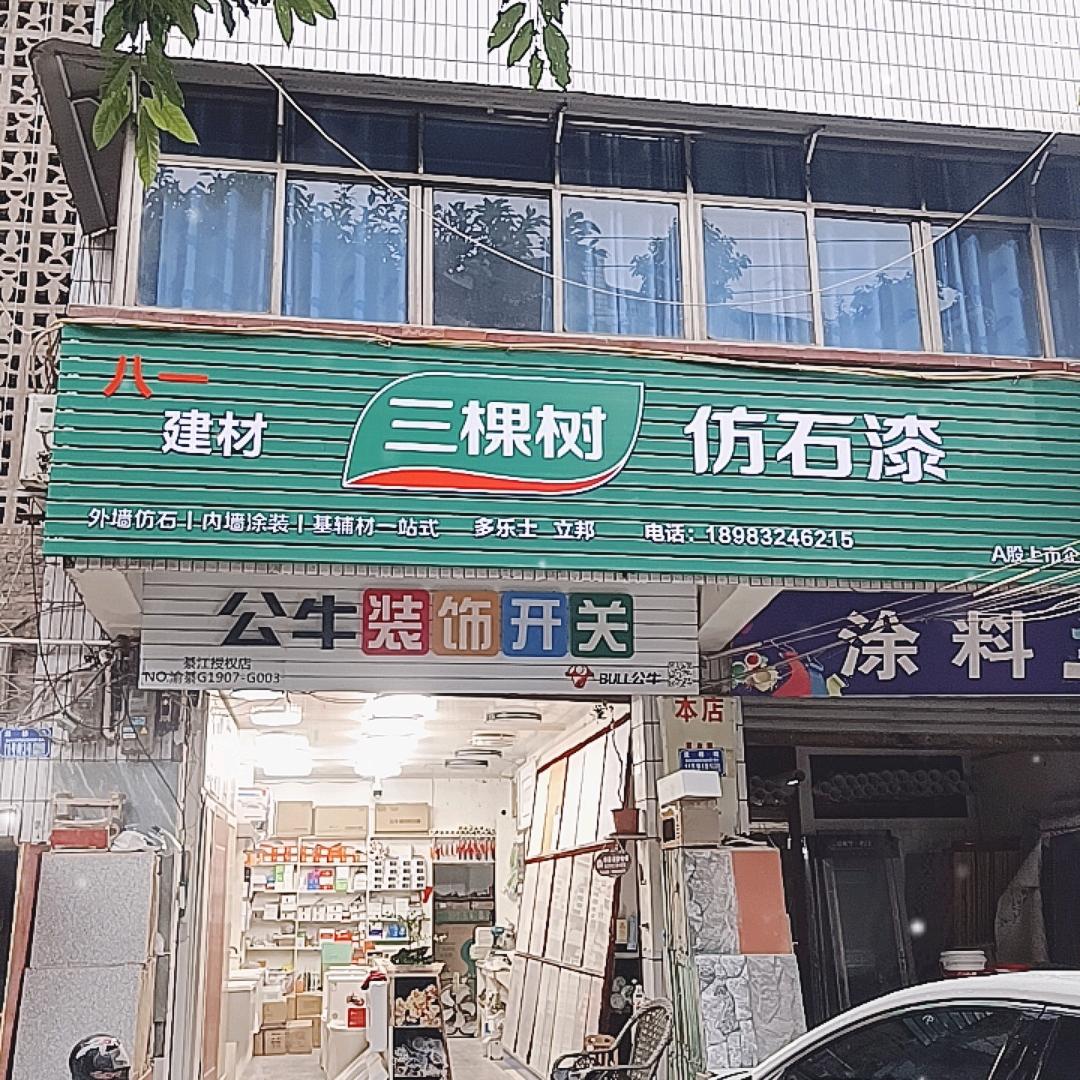 八一
建材
三棵树
仿石漆
外墙仿石|内墙涂装|基辅材一站式 多乐士 立邦 电话：18983246215
A股上市企
公牛装饰开关
綦江授权店
NO:渝綦G1907-G003
BULL公牛
涂料
本店